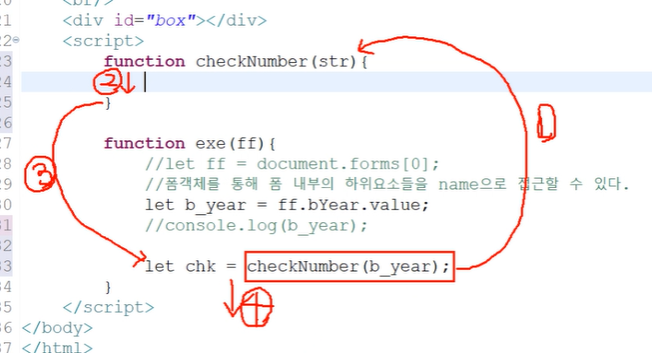 20 <br/>
21 <div id="box"></div>
22 <script>
23 function checkNumber(str){
24 ②
25 }
26
27 function exe(ff){
28 //let ff = document.forms[0];
29 //폼객체를 통해 폼 내부의 하위요소들을 name으로 접근할 수 있다.
30 let b_year = ff.bYear.value;
31 //console.log(b_year);
32
33 let chk = checkNumber(b_year);
34 }
35 </script>
36 </body>
37 </html>
①
③
④